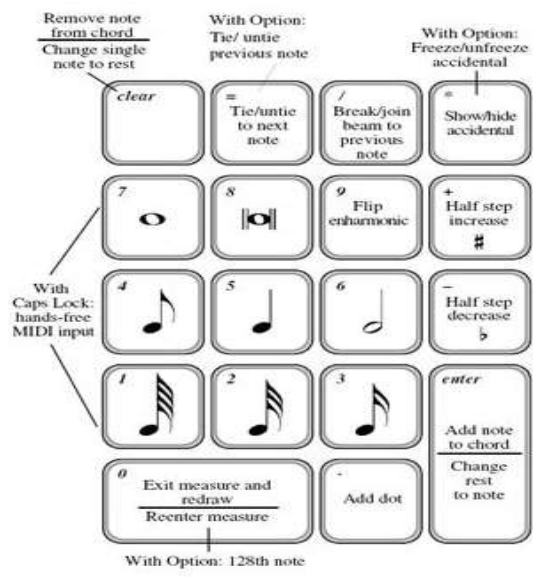 Remove note
from chord
Change single
note to rest
With Option:
Tie/ untie
previous note
With Option:
Freeze/unfreeze
accidental
clear
=
Tie/untie
to next
note
/
Break/join
beam to
previous
note
*
Show/hide
accidental
7
8
9
Flip
enharmonic
+
Half step
increase
♯
With
Caps Lock:
hands-free
MIDI input
4
5
6
–
Half step
decrease
♭
1
2
3
enter
Add note
to chord
Change
rest
to note
0
Exit measure and
redraw
Reenter measure
.
Add dot
With Option: 128th note